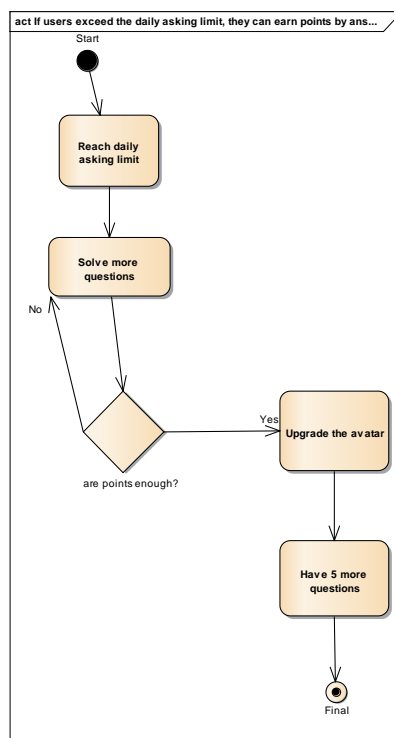 act If users exceed the daily asking limit, they can earn points by ans...
Start
Reach daily
asking limit
Solve more
questions
No
Yes
Upgrade the avatar
are points enough?
Have 5 more
questions
Final